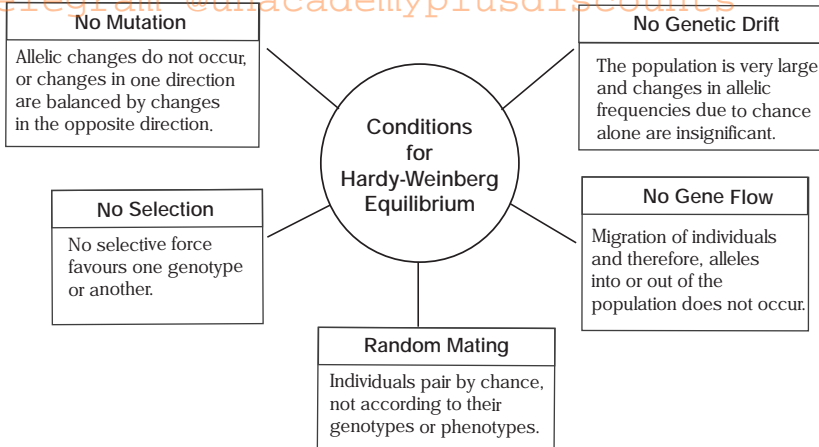 telegram @unacademyplusdiscounts
No Mutation
Allelic changes do not occur,
or changes in one direction
are balanced by changes
in the opposite direction.
No Genetic Drift
The population is very large
and changes in allelic
frequencies due to chance
alone are insignificant.
Conditions
for
Hardy-Weinberg
Equilibrium
No Selection
No selective force
favours one genotype
or another.
No Gene Flow
Migration of individuals
and therefore, alleles
into or out of the
population does not occur.
Random Mating
Individuals pair by chance,
not according to their
genotypes or phenotypes.